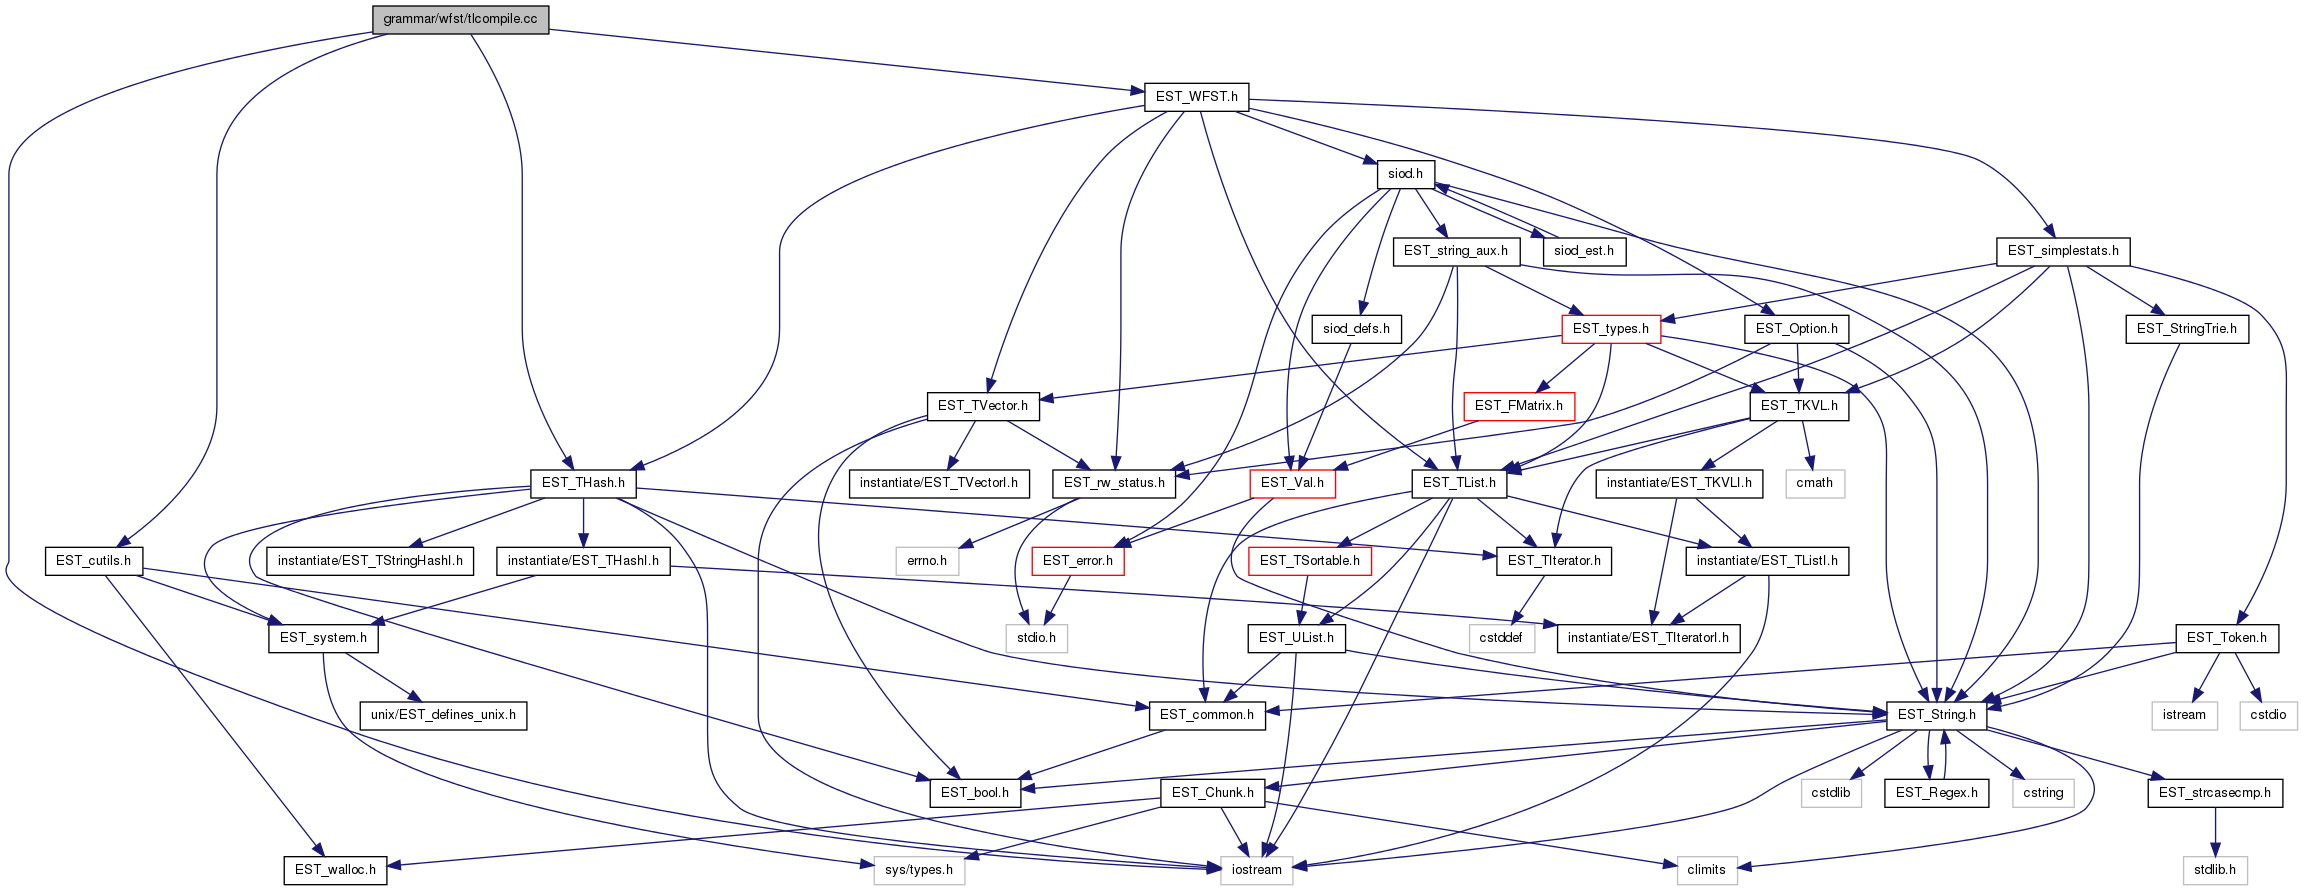 grammar/wfst/tlcompile.cc
EST_WFST.h
siod.h
EST_string_aux.h
siod_est.h
EST_simplestats.h
siod_defs.h
EST_types.h
EST_Option.h
EST_StringTrie.h
EST_TVector.h
EST_FMatrix.h
EST_TKVL.h
EST_THash.h
instantiate/EST_TVectorI.h
EST_rw_status.h
EST_Val.h
EST_TList.h
instantiate/EST_TKVLI.h
cmath
EST_cutils.h
instantiate/EST_TStringHashI.h
instantiate/EST_THashI.h
errno.h
EST_error.h
EST_TSortable.h
EST_TIterator.h
instantiate/EST_TListI.h
EST_system.h
stdio.h
EST_UList.h
cstddef
instantiate/EST_TIteratorI.h
EST_Token.h
unix/EST_defines_unix.h
EST_common.h
EST_String.h
istream
cstdio
EST_bool.h
EST_Chunk.h
cstdlib
EST_Regex.h
cstring
EST_strcasecmp.h
EST_walloc.h
sys/types.h
iostream
climits
stdlib.h